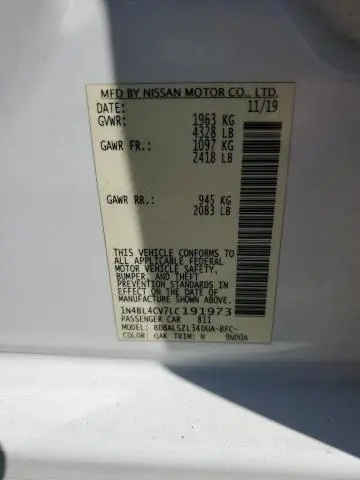 MFD BY NISSAN MOTOR CO., LTD.
DATE: 11/19
GVWR: 1963 KG
4328 LB
GAWR FR.: 1097 KG
2418 LB
GAWR RR.: 945 KG
2083 LB
THIS VEHICLE CONFORMS TO
ALL APPLICABLE FEDERAL
MOTOR VEHICLE SAFETY,
BUMPER, AND THEFT
PREVENTION STANDARDS IN
EFFECT ON THE DATE OF
MANUFACTURE SHOWN ABOVE.
1N4BL4CV7LC191973
PASSENGER CAR 811
MODEL: BDBALSZL34DUA-BFC-
COLOR: QAK TRIM: N 9N00A